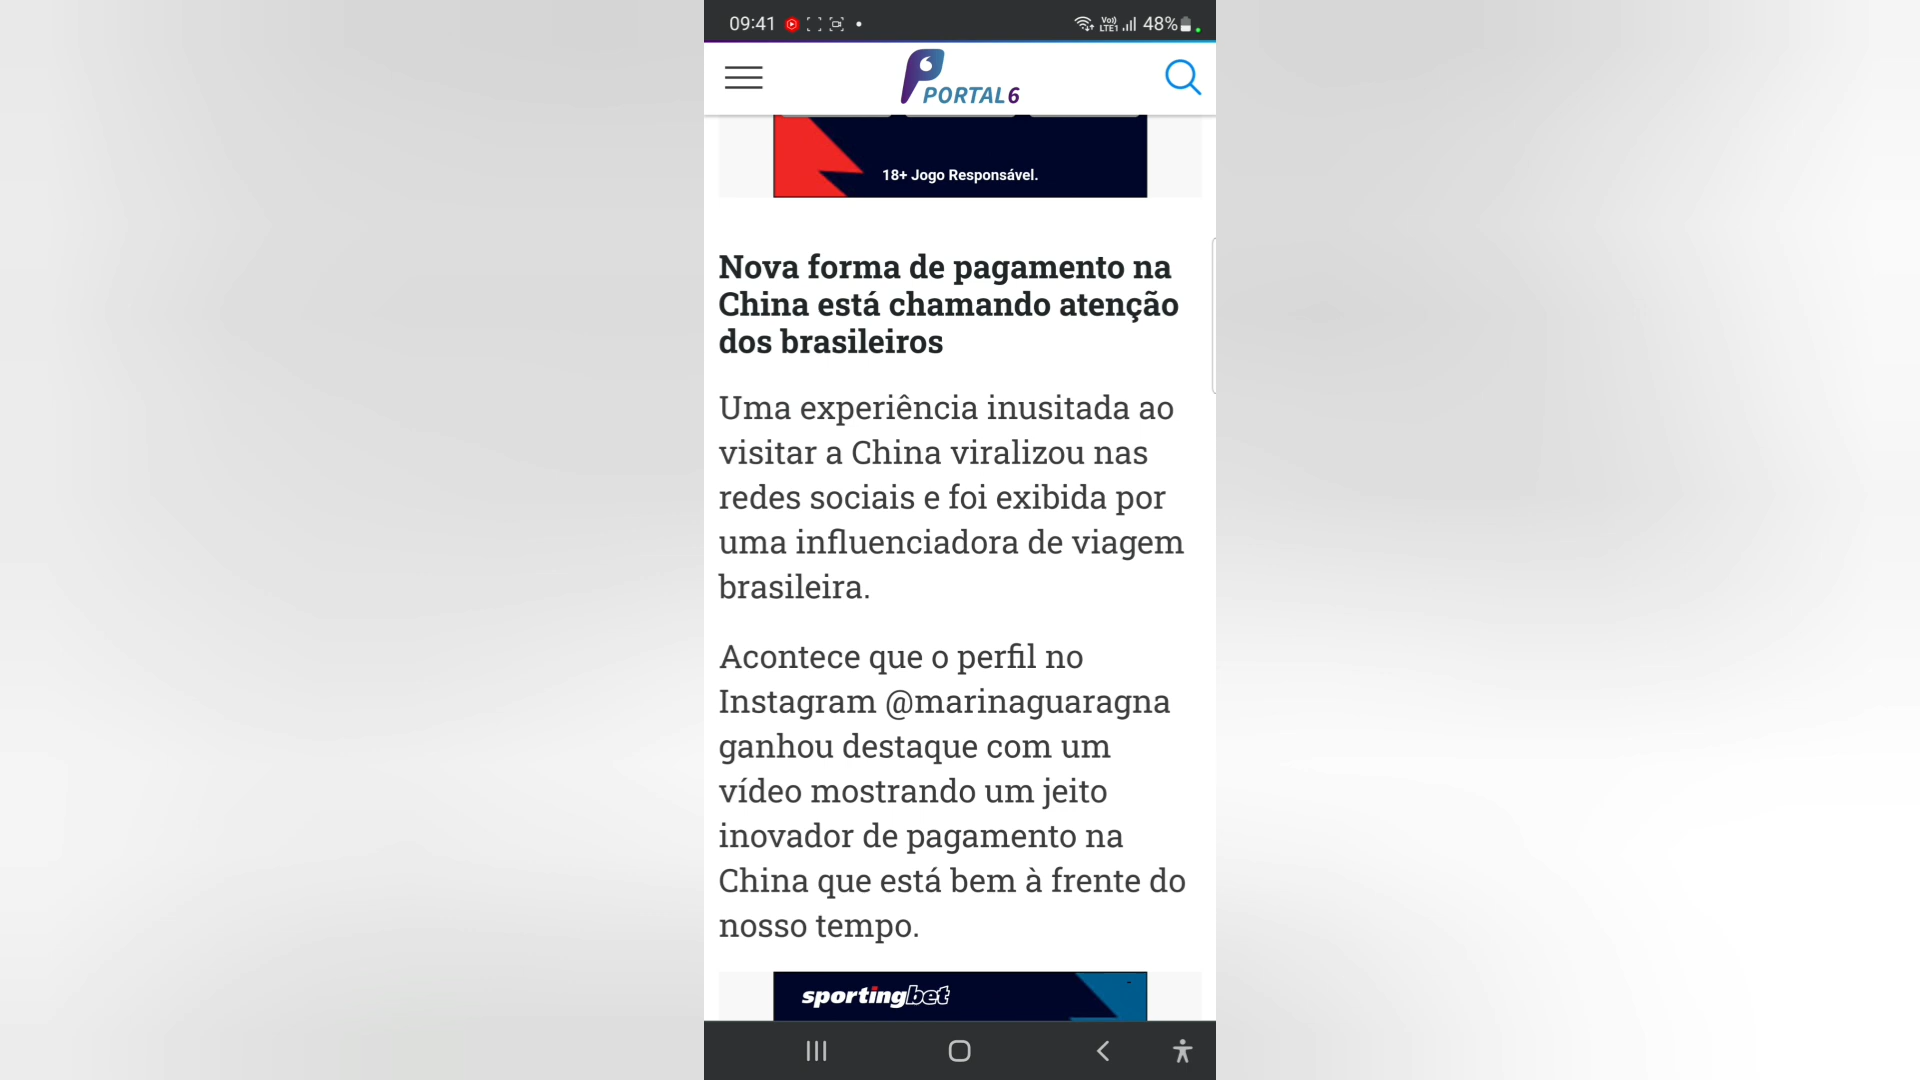 09:41
Vo)) LTE1 48%
PORTAL6
18+ Jogo Responsável.
Nova forma de pagamento na
China está chamando atenção
dos brasileiros
Uma experiência inusitada ao
visitar a China viralizou nas
redes sociais e foi exibida por
uma influenciadora de viagem
brasileira.
Acontece que o perfil no
Instagram @marinaguaragna
ganhou destaque com um
vídeo mostrando um jeito
inovador de pagamento na
China que está bem à frente do
nosso tempo.
sportingbet